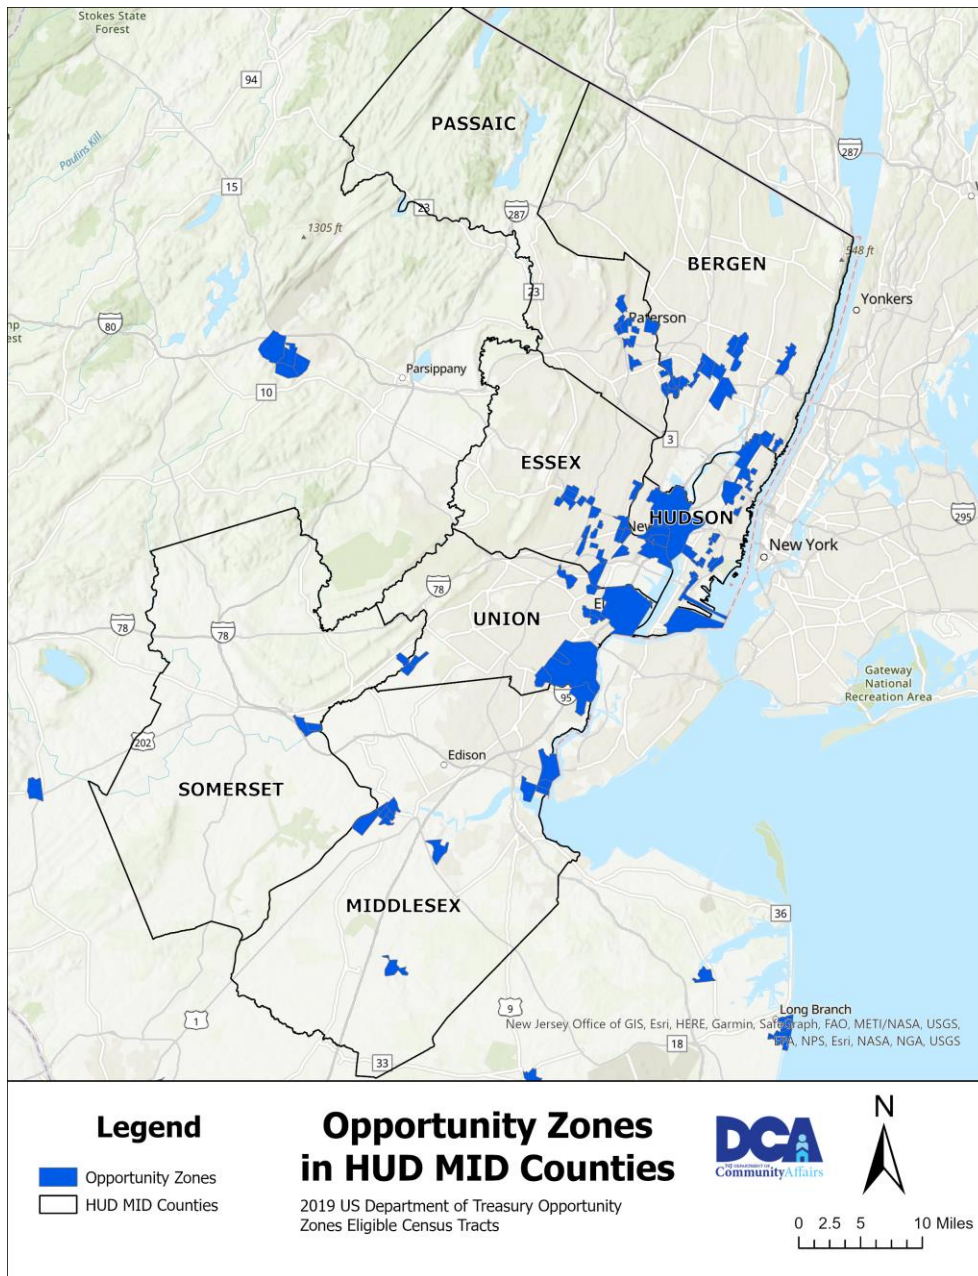 Stokes State
Forest
94
PASSAIC
287
Paulins Kill
15
23
287
1305 ft
BERGEN
548 ft
23
Yonkers
80
Paterson
Parsippany
10
3
ESSEX
295
HUDSON
New York
78
UNION
78
78
Gateway
National
Recreation Area
95
202
Edison
SOMERSET
MIDDLESEX
36
9
Long Branch
1
New Jersey Office of GIS, Esri, HERE, Garmin, SafeGraph, FAO, METI/NASA, USGS,
EPA, NPS, Esri, NASA, NGA, USGS
18
33
Legend
Opportunity Zones
HUD MID Counties
Opportunity Zones
in HUD MID Counties
2019 US Department of Treasury Opportunity
Zones Eligible Census Tracts
DCA
NJ DEPARTMENT OF
CommunityAffairs
N
0 2.5 5 10 Miles